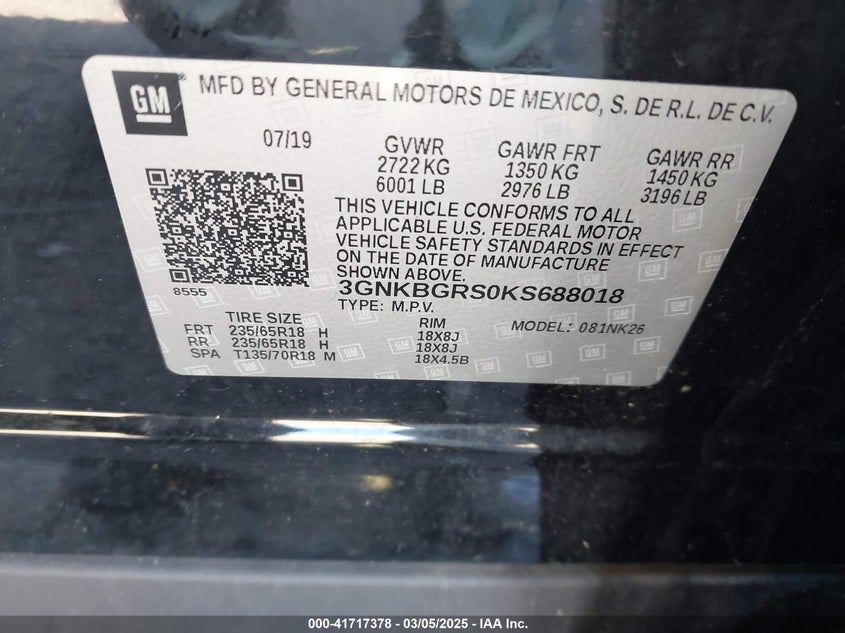 GM
MFD BY GENERAL MOTORS DE MEXICO, S. DE R.L. DE C.V.
07/19
GVWR
2722 KG
6001 LB
GAWR FRT
1350 KG
2976 LB
GAWR RR
1450 KG
3196 LB
THIS VEHICLE CONFORMS TO ALL
APPLICABLE U.S. FEDERAL MOTOR
VEHICLE SAFETY STANDARDS IN EFFECT
ON THE DATE OF MANUFACTURE
SHOWN ABOVE.
8555
3GNKBGRS0KS688018
TYPE: M.P.V.
TIRE SIZE
RIM
MODEL: 081NK26
FRT 235/65R18 H 18X8J
RR 235/65R18 H 18X8J
SPA T135/70R18 M 18X4.5B
000-41717378 - 03/05/2025 - IAA Inc.